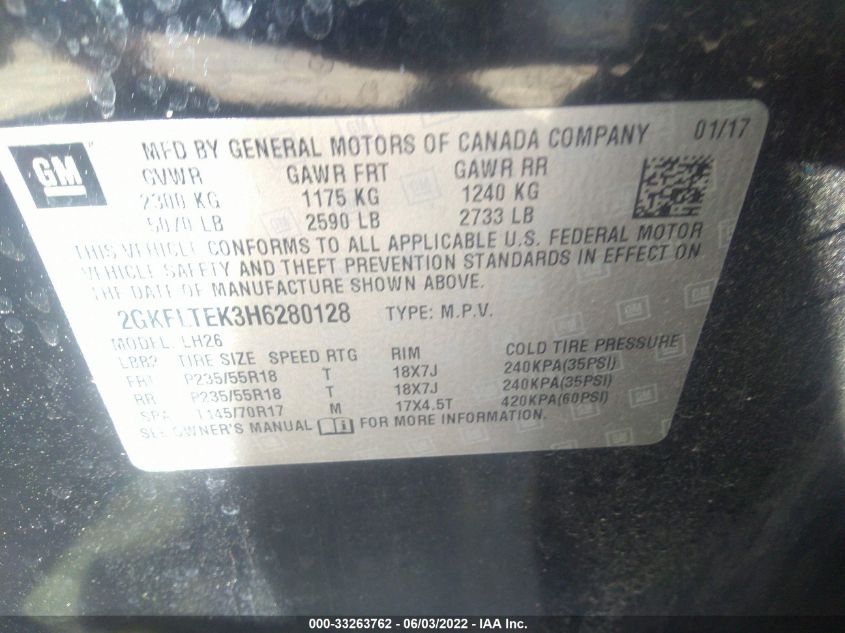 GM
MFD BY GENERAL MOTORS OF CANADA COMPANY 01/17
GVWR GAWR FRT GAWR RR
2300 KG 1175 KG 1240 KG
5070 LB 2590 LB 2733 LB
THIS VEHICLE CONFORMS TO ALL APPLICABLE U.S. FEDERAL MOTOR
VEHICLE SAFETY AND THEFT PREVENTION STANDARDS IN EFFECT ON
THE DATE OF MANUFACTURE SHOWN ABOVE.
2GKFLTEK3H6280128 TYPE: M.P.V.
MODEL: LH26
TIRE SIZE SPEED RTG RIM COLD TIRE PRESSURE
FRT P235/55R18 T 18X7J 240KPA(35PSI)
RR P235/55R18 T 18X7J 240KPA(35PSI)
SPA T145/70R17 M 17X4.5T 420KPA(60PSI)
SEE OWNER'S MANUAL FOR MORE INFORMATION.
000-33263762 - 06/03/2022 - IAA Inc.